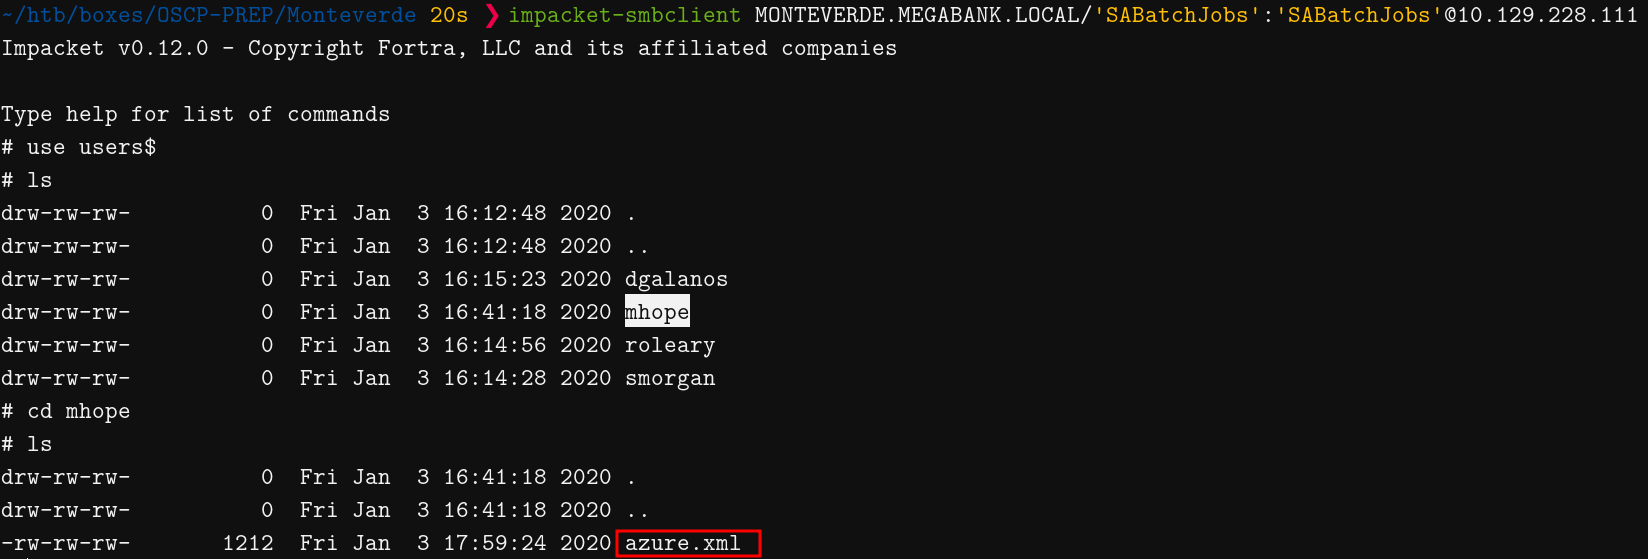 ~/htb/boxes/OSCP-PREP/Monteverde 20s ❯ impacket-smbclient MONTEVERDE.MEGABANK.LOCAL/'SABatchJobs':'SABatchJobs'@10.129.228.111
Impacket v0.12.0 - Copyright Fortra, LLC and its affiliated companies
Type help for list of commands
# use users$
# ls
drw-rw-rw-          0  Fri Jan  3 16:12:48 2020 .
drw-rw-rw-          0  Fri Jan  3 16:12:48 2020 ..
drw-rw-rw-          0  Fri Jan  3 16:15:23 2020 dgalanos
drw-rw-rw-          0  Fri Jan  3 16:41:18 2020 mhope
drw-rw-rw-          0  Fri Jan  3 16:14:56 2020 roleary
drw-rw-rw-          0  Fri Jan  3 16:14:28 2020 smorgan
# cd mhope
# ls
drw-rw-rw-          0  Fri Jan  3 16:41:18 2020 .
drw-rw-rw-          0  Fri Jan  3 16:41:18 2020 ..
-rw-rw-rw-       1212  Fri Jan  3 17:59:24 2020 azure.xml